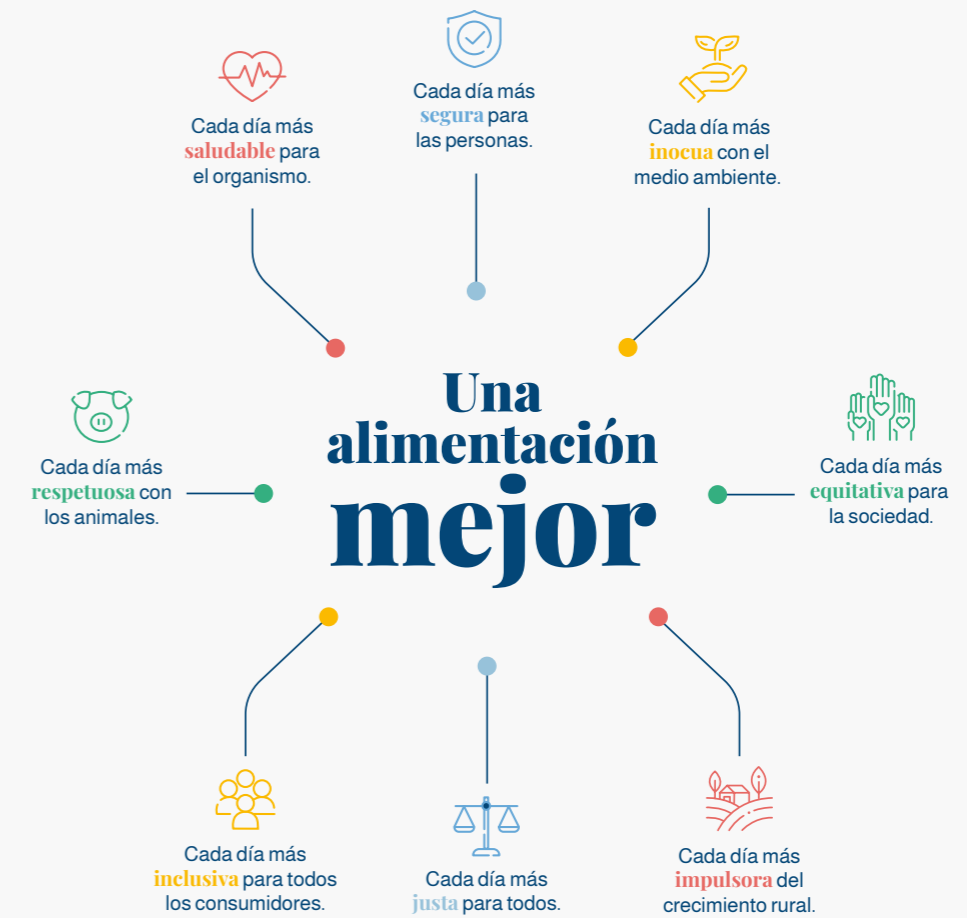 Cada día más
saludable para
el organismo.
Cada día más
segura para
las personas.
Cada día más
inocua con el
medio ambiente.
Cada día más
respetuosa con
los animales.
Una
alimentación
mejor
Cada día más
equitativa para
la sociedad.
Cada día más
inclusiva para todos
los consumidores.
Cada día más
justa para todos.
Cada día más
impulsora del
crecimiento rural.